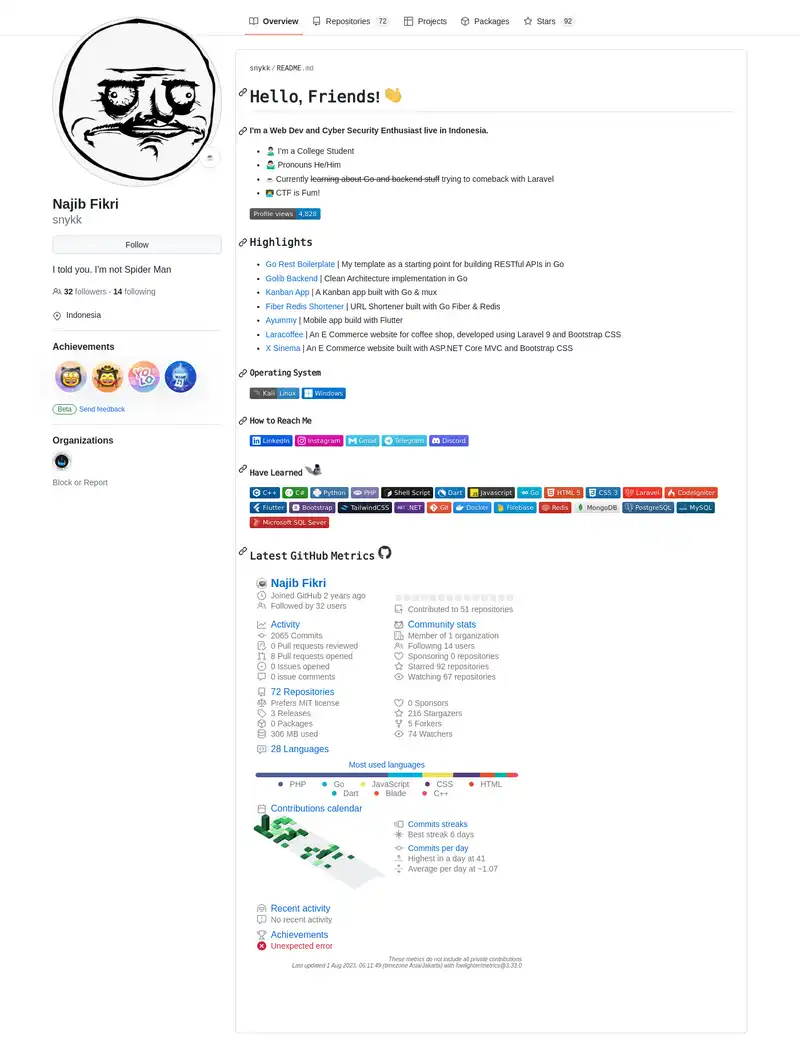 Overview
Repositories 72
Projects
Packages
Stars 92
Najib Fikri
snykk
Follow
I told you. I'm not Spider Man
32 followers · 14 following
Indonesia
Achievements
YOLO
Beta Send feedback
Organizations
Block or Report
snykk / README.md
Hello, Friends! 👋
I'm a Web Dev and Cyber Security Enthusiast live in Indonesia.
I'm a College Student
Pronoums He/Him
Currently learning about Go and backend stuff trying to comeback with Laravel
CTF is Fum!
Profile views 4,828
Highlights
Go Rest Boilerplate | My template as a starting point for building RESTful APIs in Go
Golib Backend | Clean Architecture implementation in Go
Kanban App | A Kanban app built with Go & mux
Fiber Redis Shortener | URL Shortener built with Go Fiber & Redis
Ayummy | Mobile app build with Flutter
Laracoffee | An E Commerce website for coffee shop, developed using Laravel 9 and Bootstrap CSS
X Sinema | An E Commerce website built with ASP.NET Core MVC and Bootstrap CSS
Operating System
Kali Linux Windows
How to Reach Me
LinkedIn Instagram Gmail Telegram Discord
Have Learned
C++ C# Python PHP Shell Script Dart Javascript Go HTML 5 CSS 3 Laravel CodeIgniter
Flutter Bootstrap TailwindCSS .NET Git Docker Firebase Redis MongoDB PostgreSQL MySQL
Microsoft SQL Sever
Latest GitHub Metrics
Najib Fikri
Joined GitHub 2 years ago
Followed by 32 users
Contributed to 51 repositories
Activity
2065 Commits
0 Pull requests reviewed
8 Pull requests opened
0 Issues opened
0 issue comments
Community stats
Member of 1 organization
Following 14 users
Sponsoring 0 repositories
Starred 92 repositories
Watching 67 repositories
72 Repositories
Prefers MIT license
3 Releases
0 Packages
306 MB used
0 Sponsors
216 Stargazers
5 Forkers
74 Watchers
28 Languages
Most used languages
PHP Go JavaScript CSS HTML
Dart Blade C++
Contributions calendar
Commits streaks
Best streak 6 days
Commits per day
Highest in a day at 41
Average per day at ~1.07
Recent activity
No recent activity
Achievements
Unexpected error
These metrics do not include all private contributions
Last updated 1 Aug 2023, 06:11:49 (timezone Asia/Jakarta) with lowlighter/metrics@3.33.0